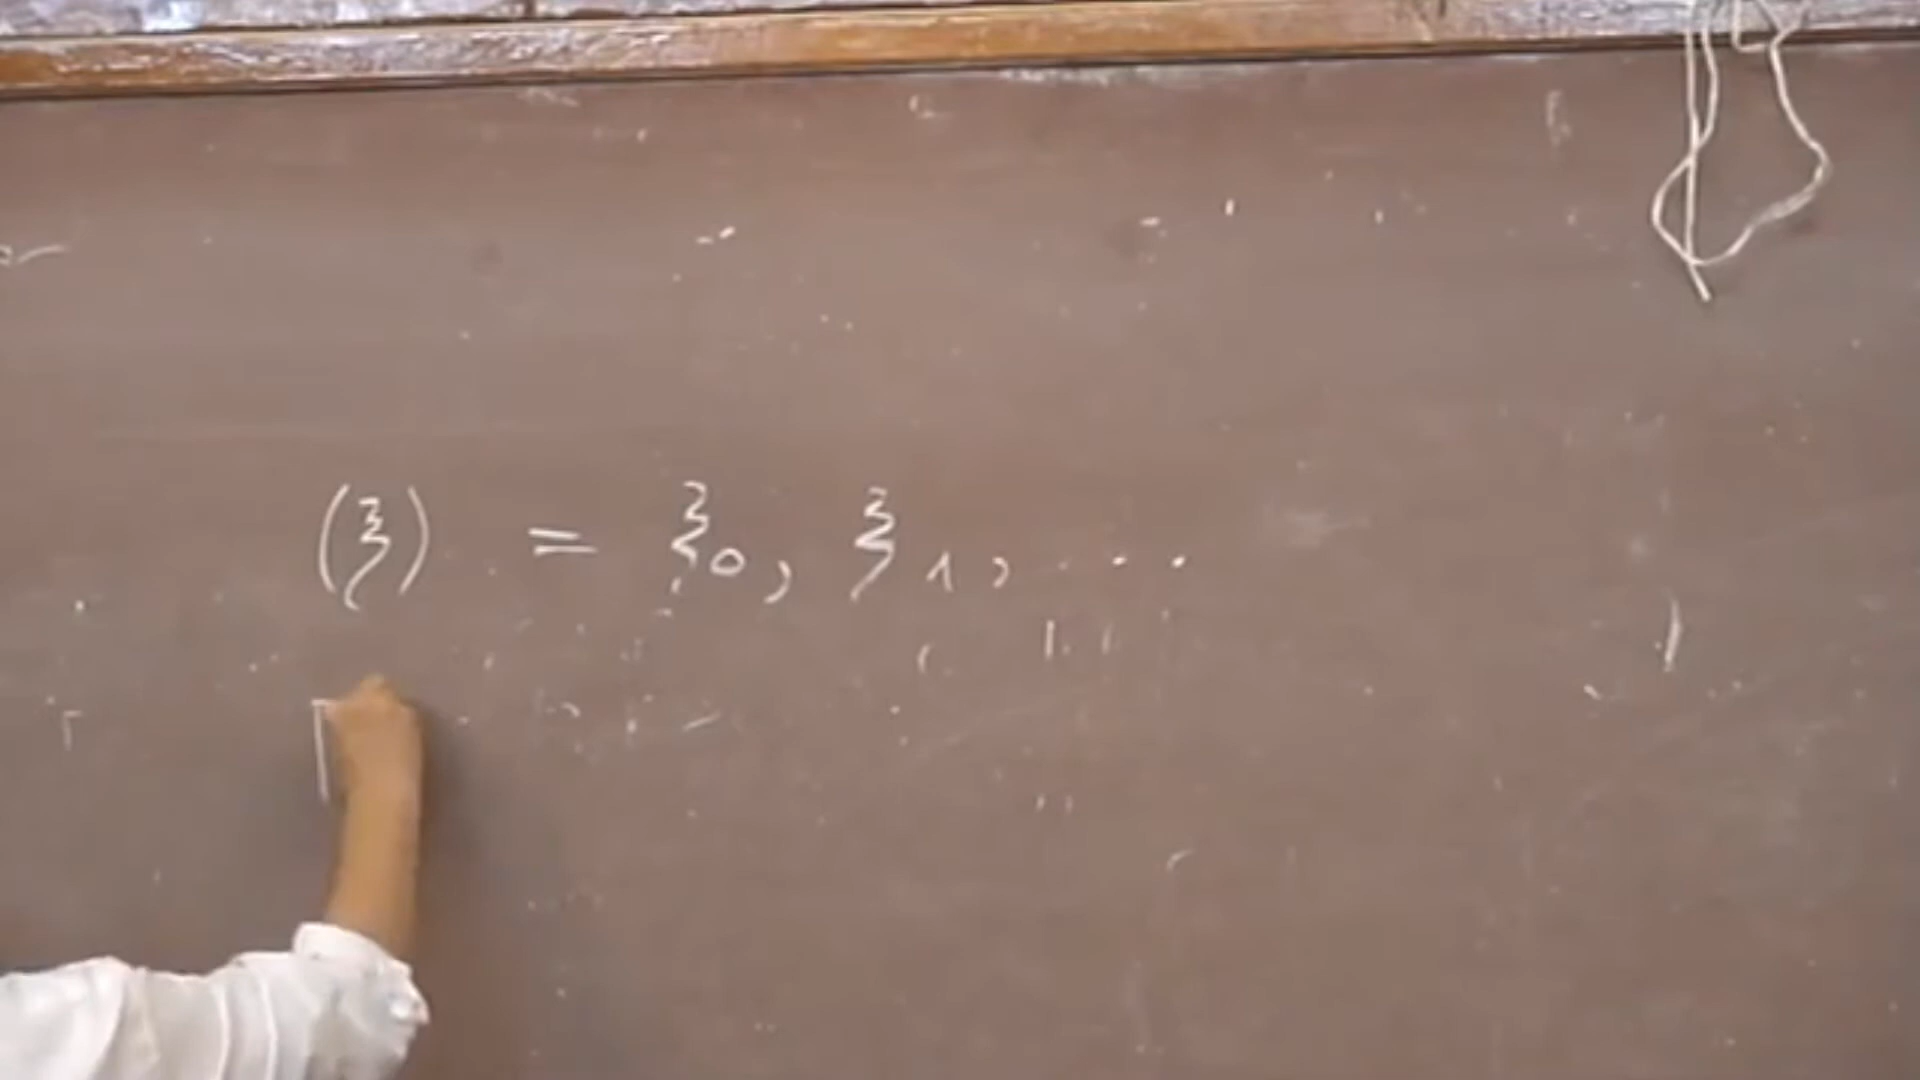 (ξ) = ξ₀, ξ₁, ...